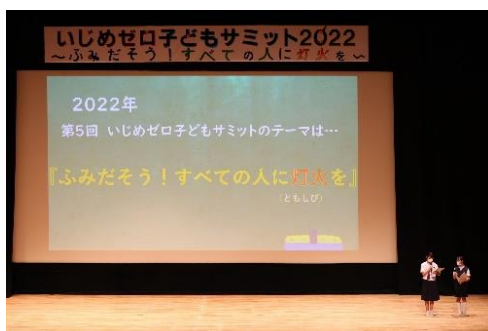 いじめゼロ子どもサミット2022
～ふみだそう！すべての人に灯火を～
2022年
第5回 いじめゼロ子どもサミットのテーマは…
『ふみだそう！すべての人に灯火を』
（ともしび）